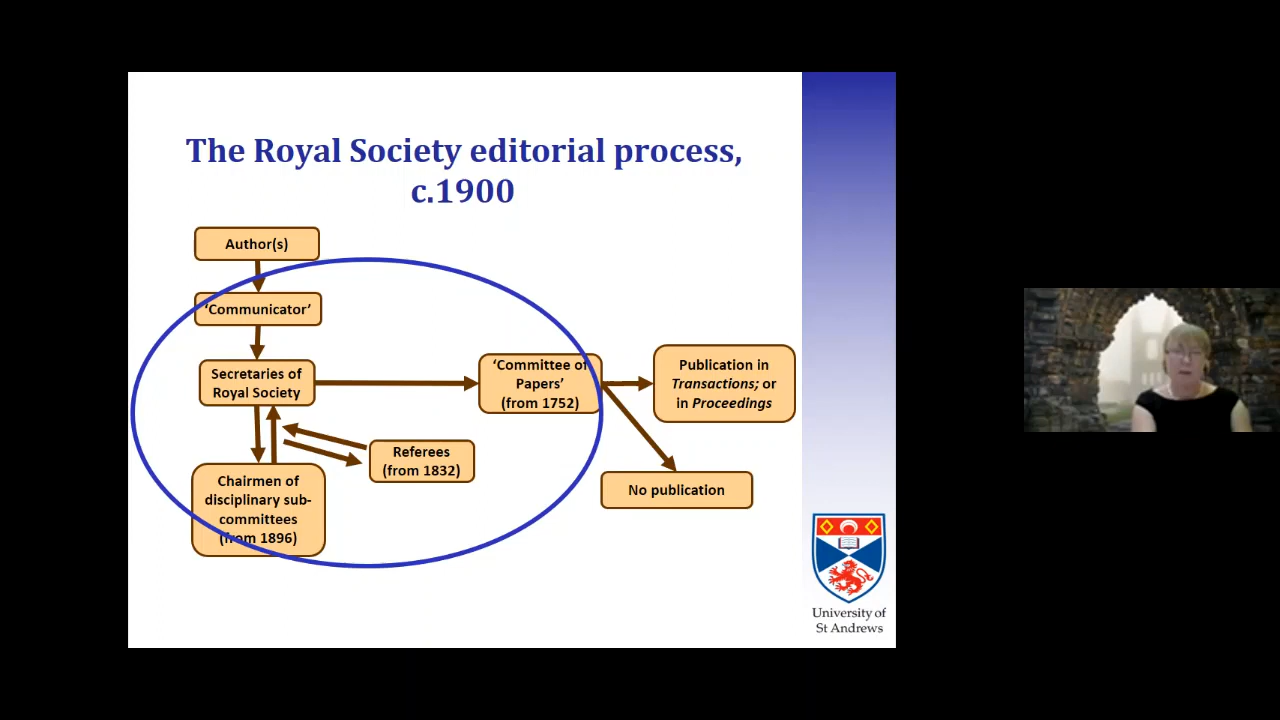 The Royal Society editorial process,
c.1900
Author(s)
‘Communicator’
Secretaries of
Royal Society
‘Committee of
Papers’
(from 1752)
Publication in
Transactions; or
in Proceedings
Referees
(from 1832)
Chairmen of
disciplinary sub-
committees
(from 1896)
No publication
University of
St Andrews